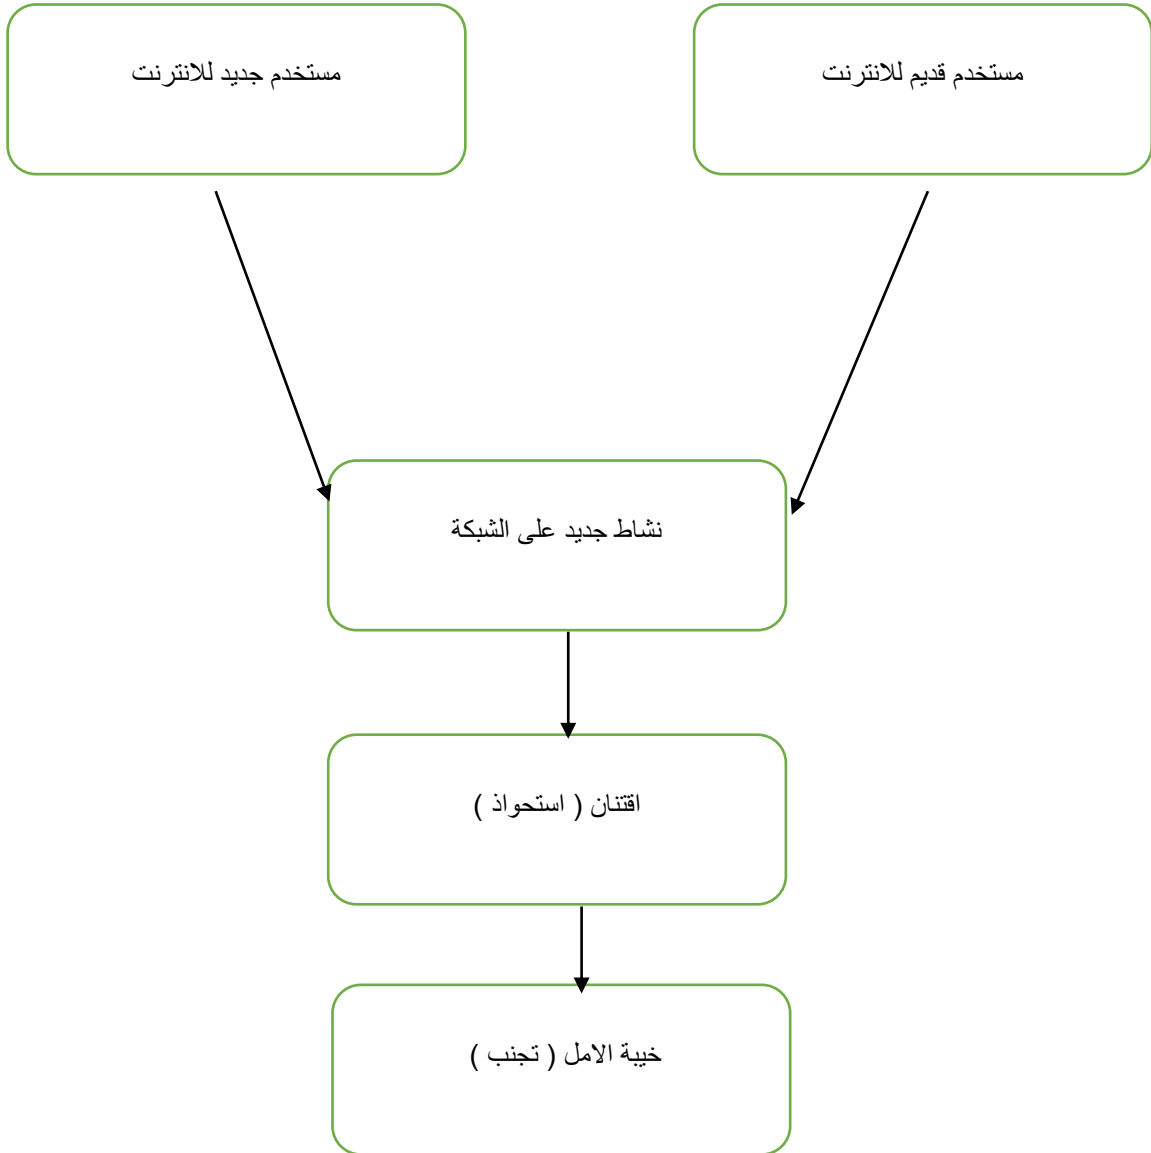 مستخدم قديم للانترنت
مستخدم جديد للانترنت
نشاط جديد على الشبكة
اقتنان ( استحواذ )
خيبة الامل ( تجنب )